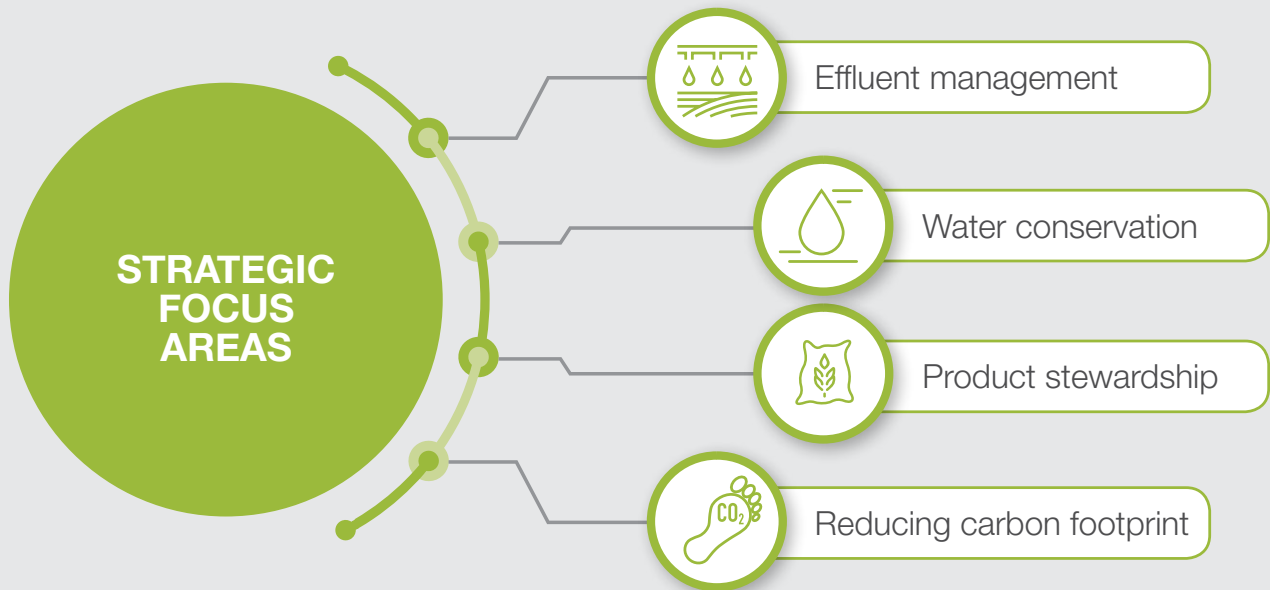 STRATEGIC
FOCUS
AREAS
Effluent management
Water conservation
Product stewardship
CO₂
Reducing carbon footprint